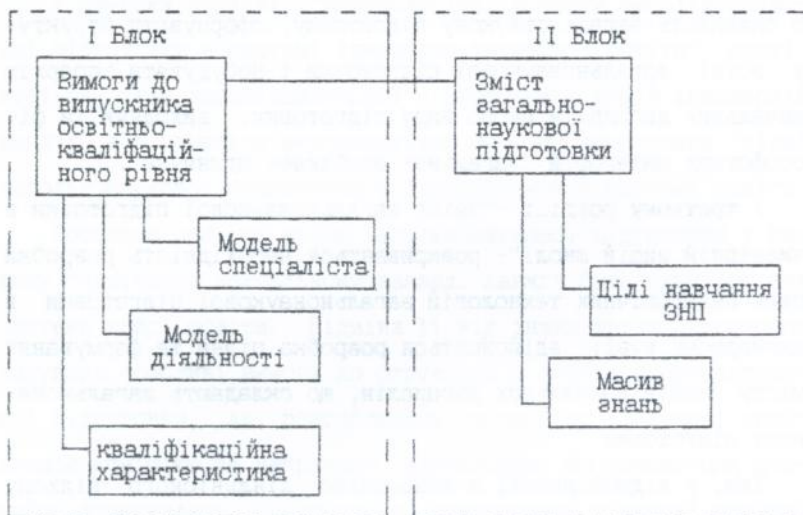 I Блок
Вимоги до
випускника
освітньо-
кваліфацій-
ного рівня
Модель
спеціаліста
Модель
діяльності
кваліфікаційна
характеристика
II Блок
Зміст
загально-
наукової
підготовки
Цілі навчання
ЗНП
Масив
знань